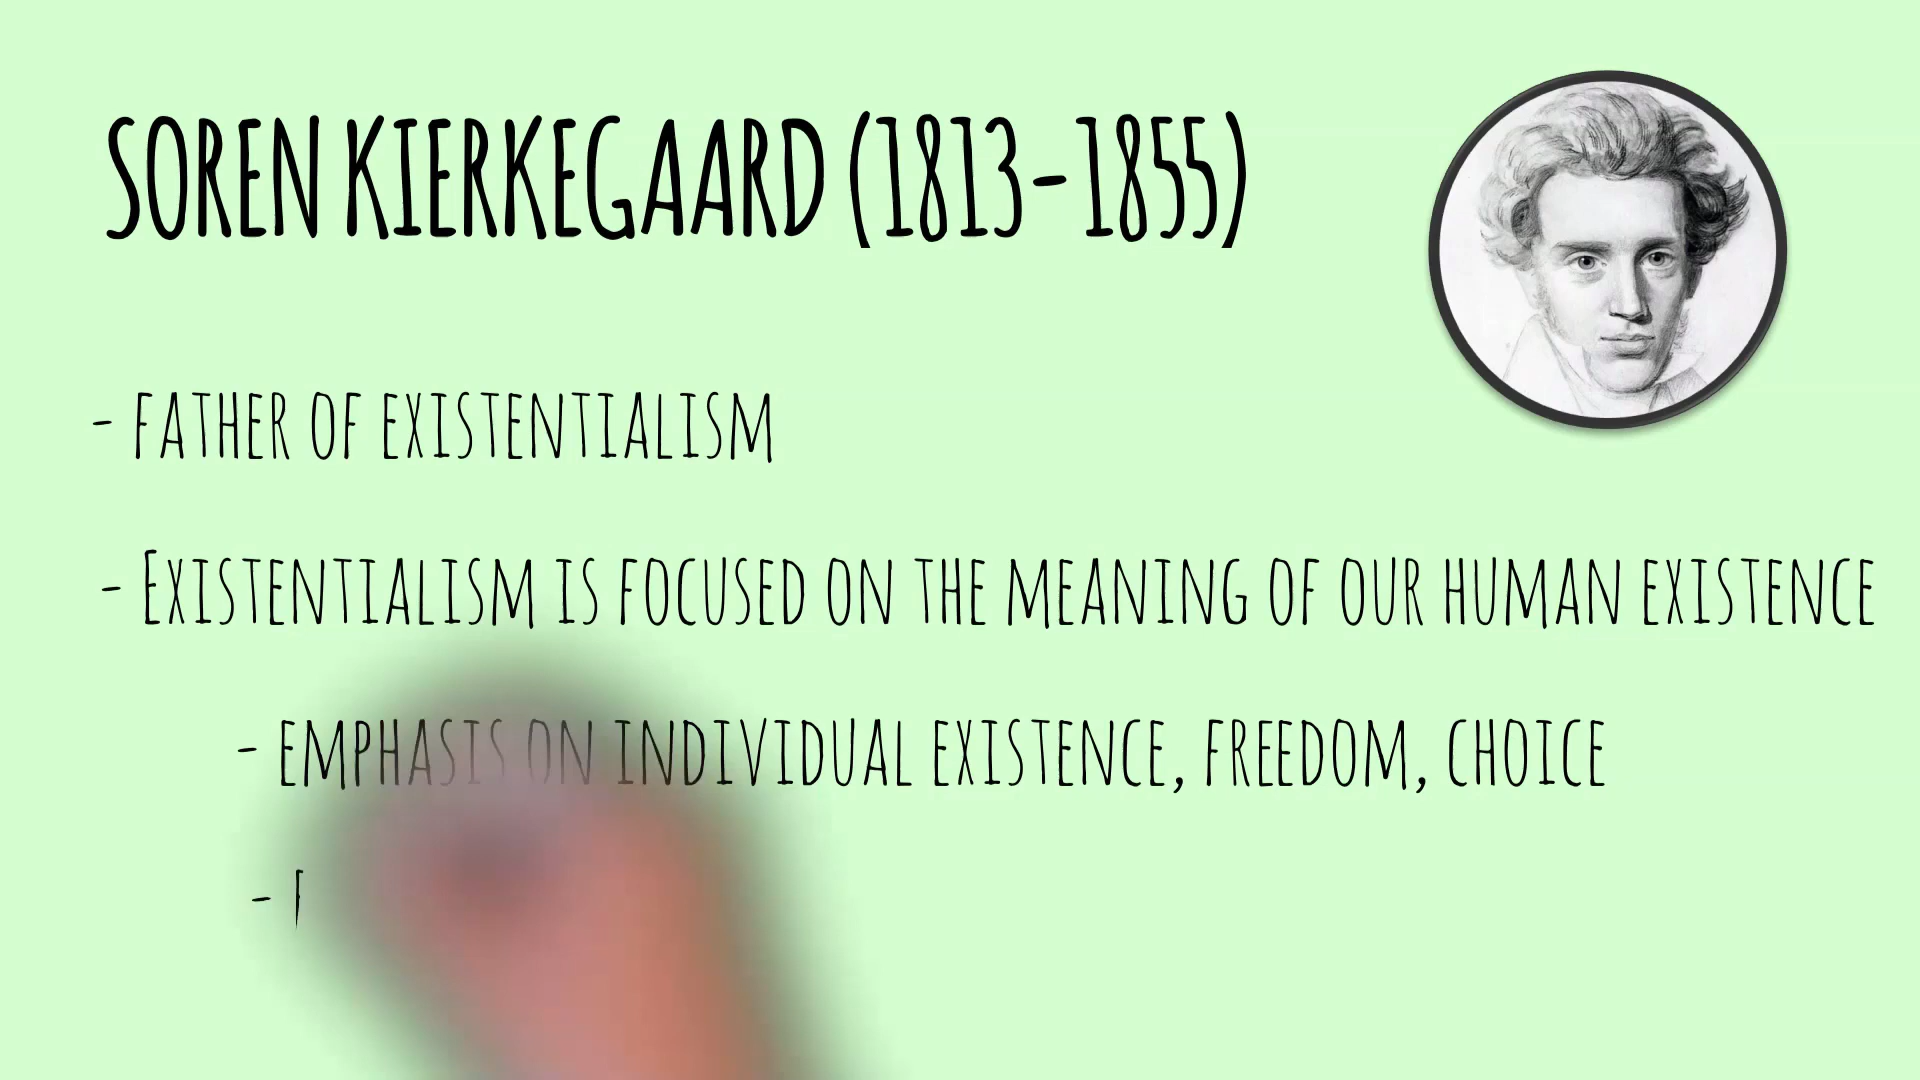 SOREN KIERKEGAARD (1813-1855)
- FATHER OF EXISTENTIALISM
- EXISTENTIALISM IS FOCUSED ON THE MEANING OF OUR HUMAN EXISTENCE
- EMPHASIS ON INDIVIDUAL EXISTENCE, FREEDOM, CHOICE
-